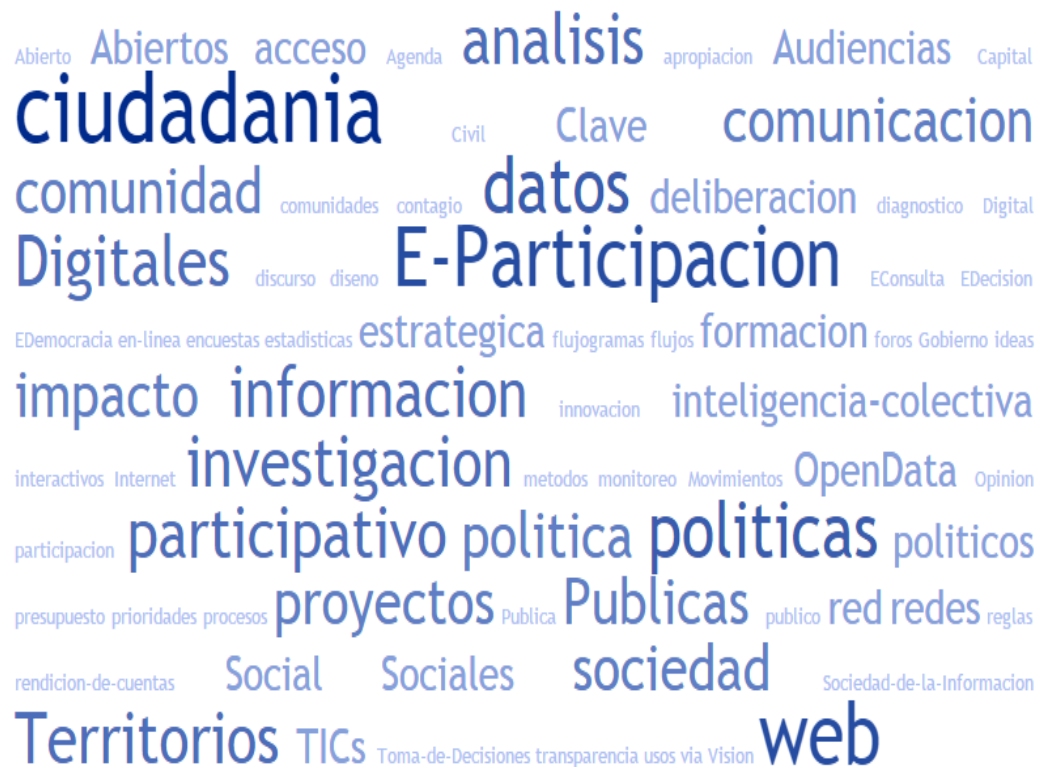 Abierto Abiertos acceso Agenda analisis apropiacion Audiencias Capital
ciudadania Civil Clave comunicacion
comunidad comunidades contagio datos deliberacion diagnostico Digital
Digitales discurso diseno E-Participacion EConsulta EDecision
EDemocracia en-linea encuestas estadisticas estrategica flujogramas flujos formacion foros Gobierno ideas
impacto informacion innovacion inteligencia-colectiva
interactivos Internet investigacion metodos monitoreo Movimientos OpenData Opinion
participacion participativo politica politicas politicos
presupuesto prioridades procesos proyectos Publica Publicas publico red redes reglas
rendicion-de-cuentas Social Sociales sociedad Sociedad-de-la-Informacion
Territorios TICs Toma-de-Decisiones transparencia usos via Vision web